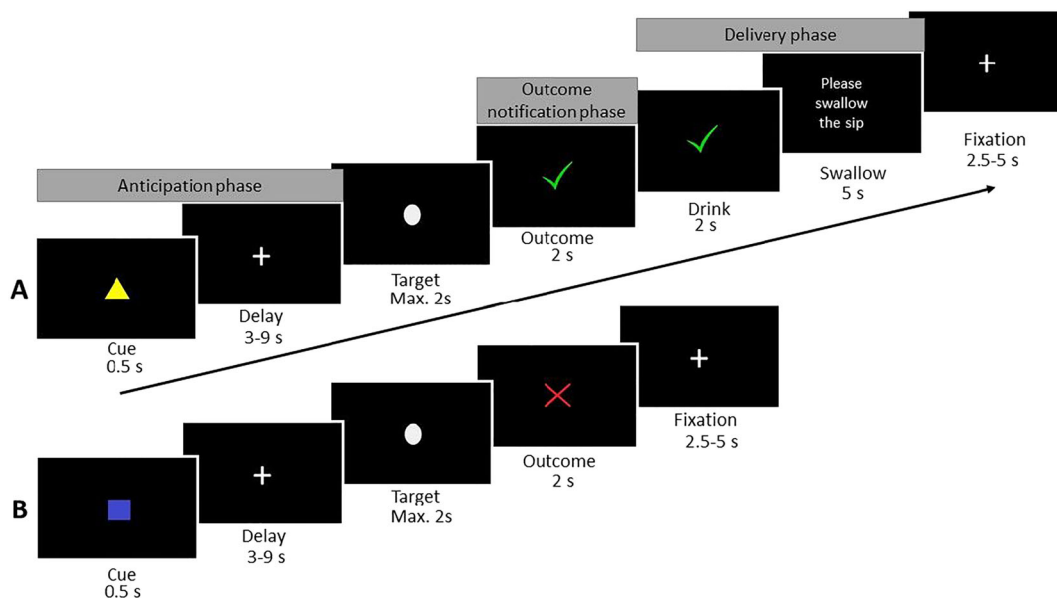 Delivery phase
Please
swallow
the sip
Outcome
notification phase
Fixation
2.5-5 s
Anticipation phase
Swallow
5 s
Drink
2 s
Outcome
2 s
Target
Max. 2s
A
Delay
3-9 s
Cue
0.5 s
Fixation
2.5-5 s
Outcome
2 s
Target
Max. 2s
B
Delay
3-9 s
Cue
0.5 s